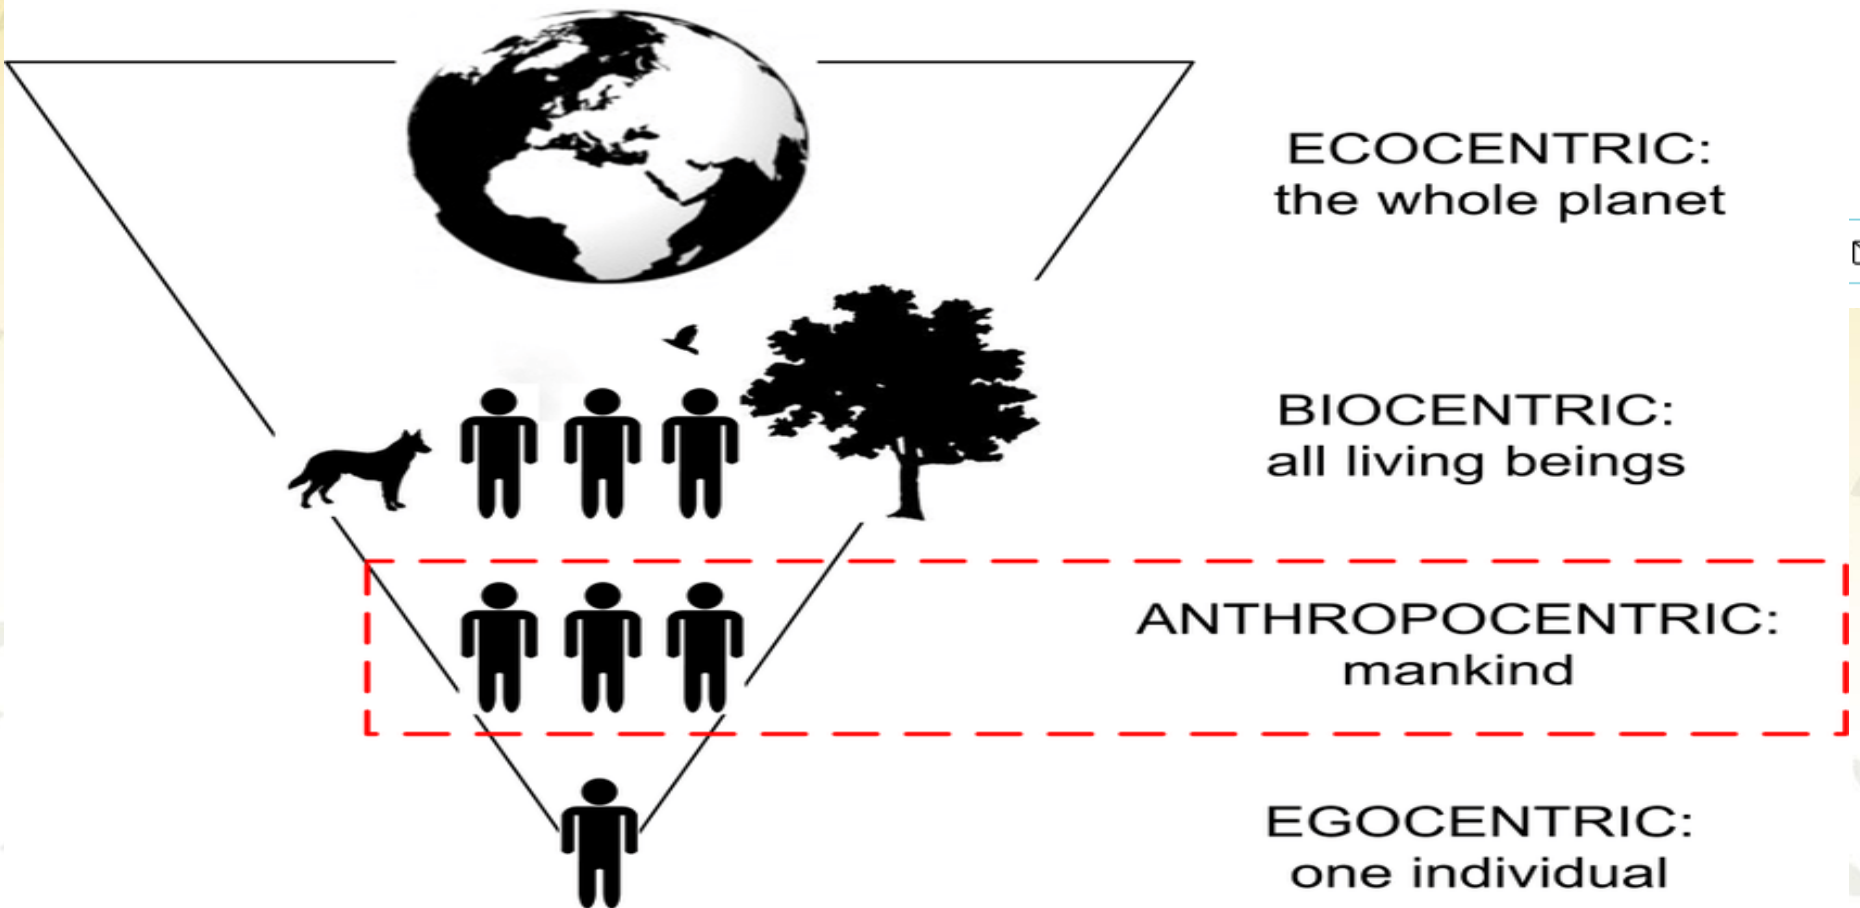 ECOCENTRIC:
the whole planet
BIOCENTRIC:
all living beings
ANTHROPOCENTRIC:
mankind
EGOCENTRIC:
one individual